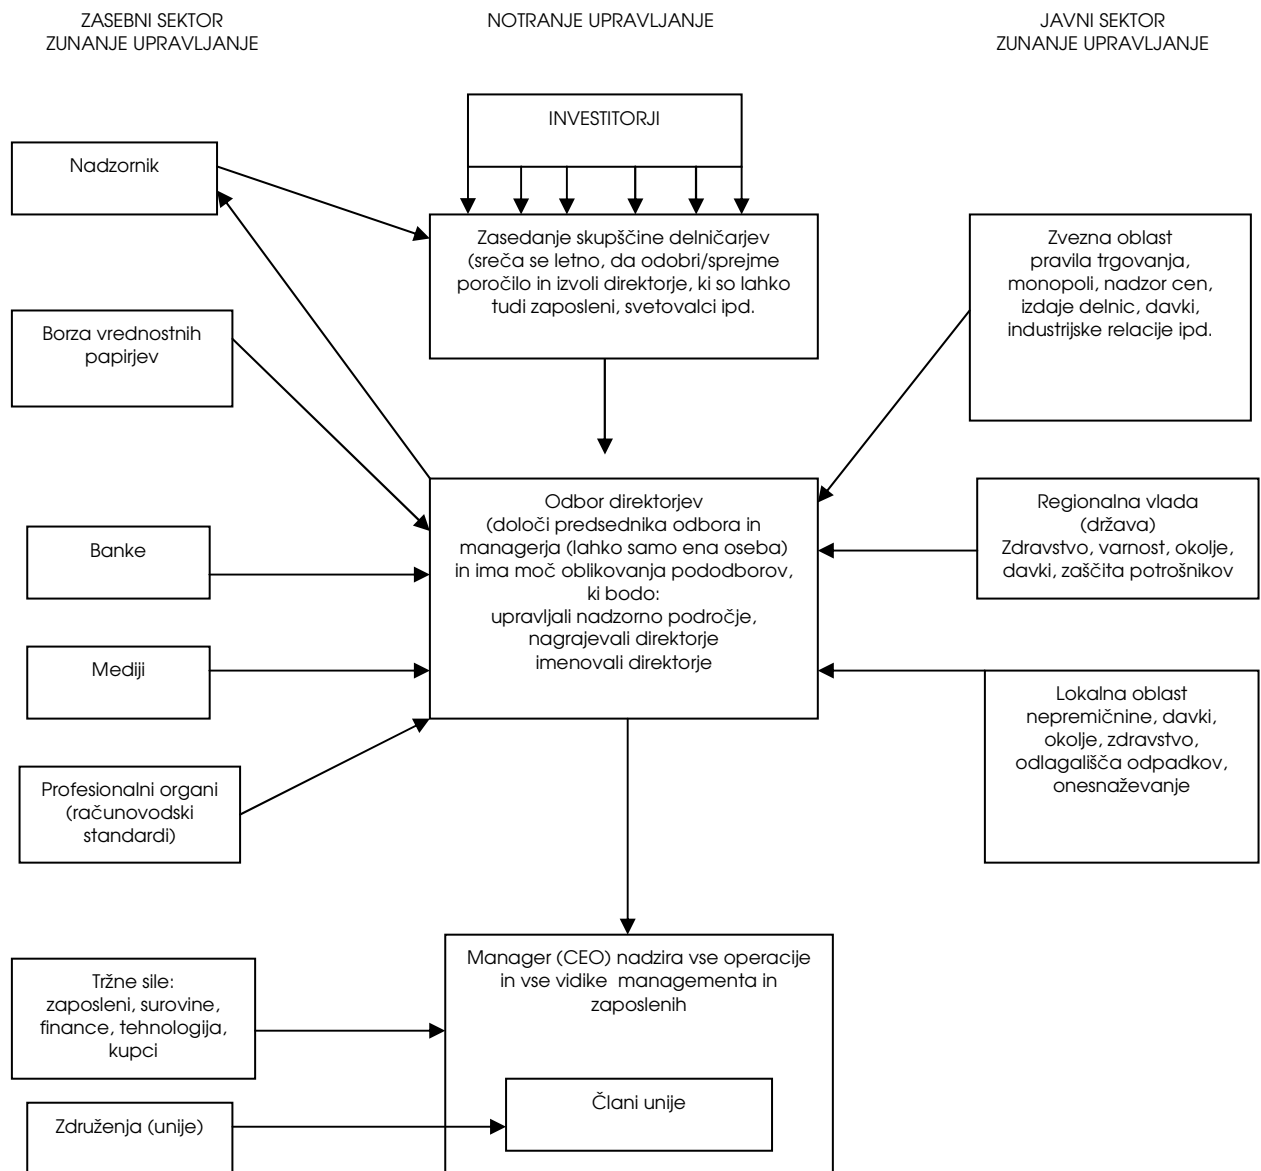 ZASEBNI SEKTOR
ZUNANJE UPRAVLJANJE
NOTRANJE UPRAVLJANJE
JAVNI SEKTOR
ZUNANJE UPRAVLJANJE
INVESTITORJI
Nadzornik
Zasedanje skupščine delničarjev
(sreča se letno, da odobri/sprejme
poročilo in izvoli direktorje, ki so lahko
tudi zaposleni, svetovalci ipd.
Zvezna oblast
pravila trgovanja,
monopoli, nadzor cen,
izdaje delnic, davki,
industrijske relacije ipd.
Borza vrednostnih
papirjev
Odbor direktorjev
(določi predsednika odbora in
managerja (lahko samo ena oseba)
in ima moč oblikovanja pododborov,
ki bodo:
upravljali nadzorno področje,
nagrajevali direktorje
imenovali direktorje
Regionalna vlada
(država)
Zdravstvo, varnost, okolje,
davki, zaščita potrošnikov
Banke
Mediji
Lokalna oblast
nepremičnine, davki,
okolje, zdravstvo,
odlagališča odpadkov,
onesnaževanje
Profesionalni organi
(računovodski
standardi)
Manager (CEO) nadzira vse operacije
in vse vidike managementa in
zaposlenih
Tržne sile:
zaposleni, surovine,
finance, tehnologija,
kupci
Člani unije
Združenja (unije)